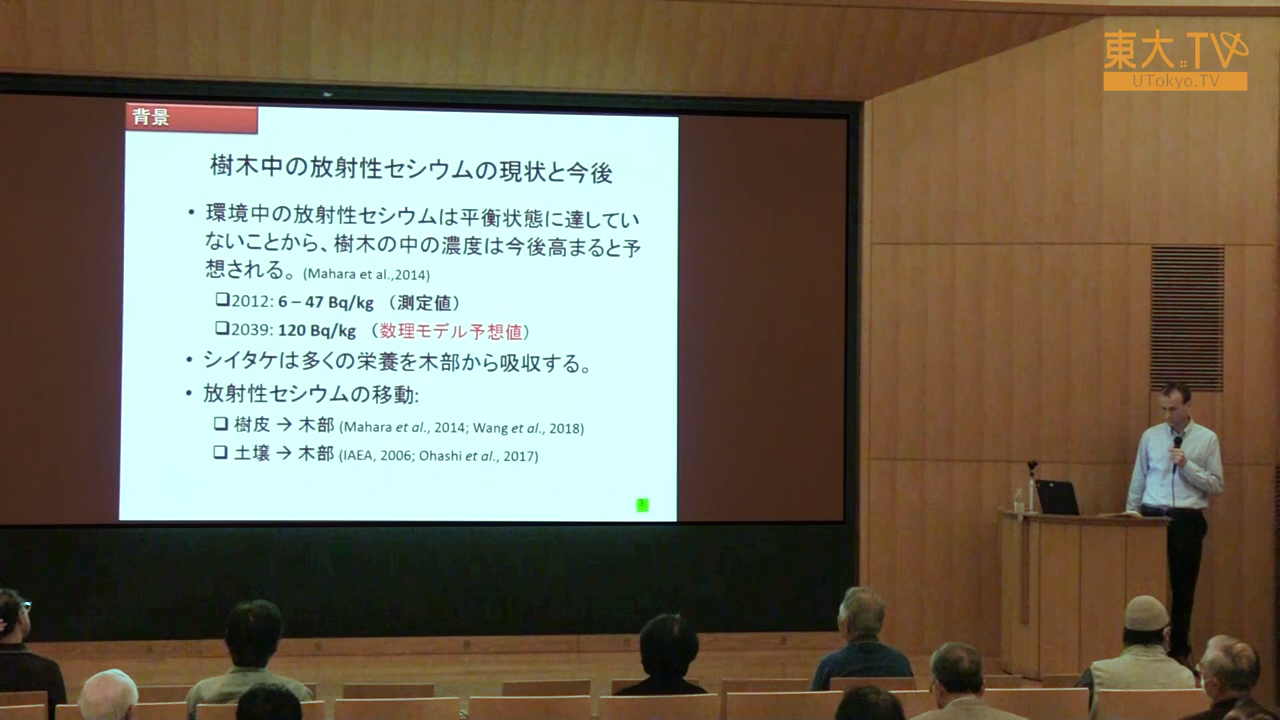 東大.TV
UTokyo.TV
背景
樹木中の放射性セシウムの現状と今後
• 環境中の放射性セシウムは平衡状態に達してい
ないことから、樹木の中の濃度は今後高まると予
想される。 (Mahara et al.,2014)
❑2012: 6 – 47 Bq/kg （測定値）
❑2039: 120 Bq/kg （数理モデル予想値）
• シイタケは多くの栄養を木部から吸収する。
• 放射性セシウムの移動:
❑ 樹皮 → 木部 (Mahara et al., 2014; Wang et al., 2018)
❑ 土壌 → 木部 (IAEA, 2006; Ohashi et al., 2017)
3